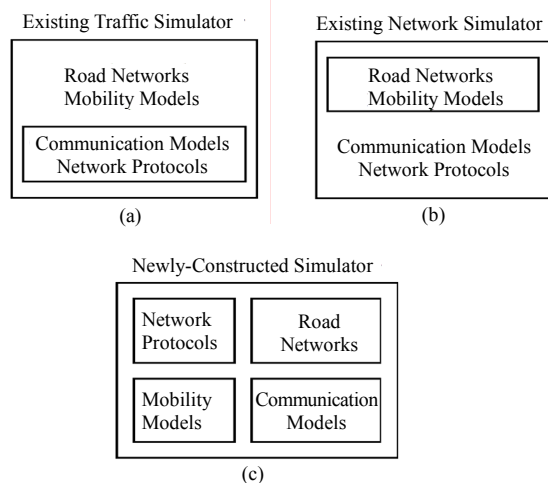 Existing Traffic Simulator
Road Networks
Mobility Models
Communication Models
Network Protocols
(a)
Existing Network Simulator
Road Networks
Mobility Models
Communication Models
Network Protocols
(b)
Newly-Constructed Simulator
Network
Protocols
Road
Networks
Mobility
Models
Communication
Models
(c)